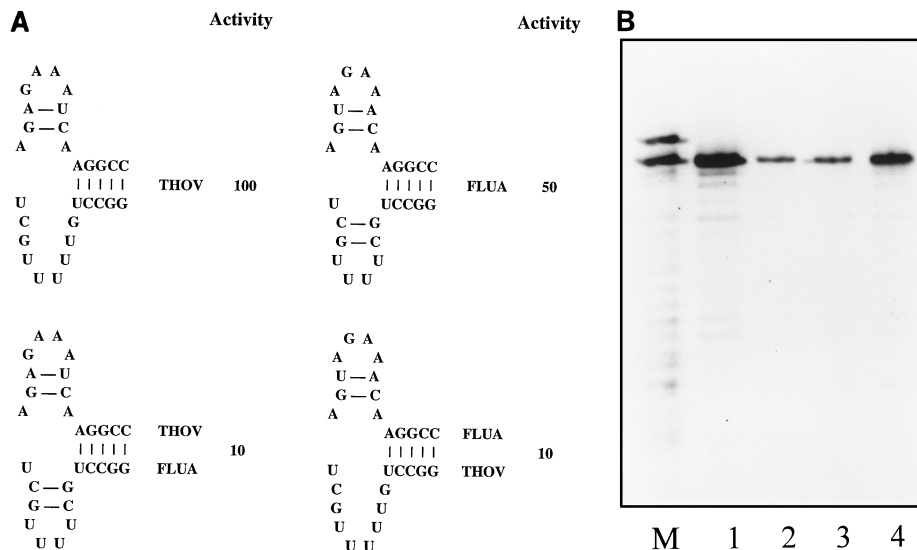 A
Activity
Activity
B
A A
G A
A — U
G — C
A A
AGGCC
THOV 100
U UCCGG
C G
G U
U U
U U
G A
A A
U — A
G — C
A A
AGGCC
FLUA 50
U UCCGG
C — G
G — C
U U
U U
A A
G A
A — U
G — C
A A
AGGCC THOV
10
U UCCGG FLUA
C — G
G — C
U U
U U
G A
A A
U — A
G — C
A A
AGGCC FLUA
10
U UCCGG THOV
C G
G U
U U
U U
M 1 2 3 4